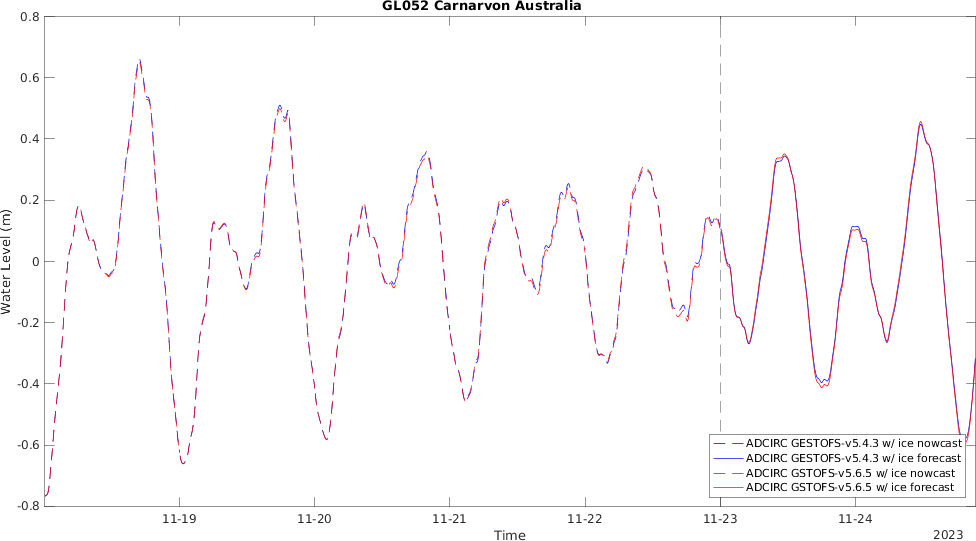 GL052 Carnarvon Australia
0.8
0.6
0.4
0.2
0
-0.2
-0.4
-0.6
-0.8
Water Level (m)
11-19
11-20
11-21
11-22
11-23
11-24
Time
2023
ADCIRC GESTOFS-v5.4.3 w/ ice nowcast
ADCIRC GESTOFS-v5.4.3 w/ ice forecast
ADCIRC GSTOFS-v5.6.5 w/ ice nowcast
ADCIRC GSTOFS-v5.6.5 w/ ice forecast